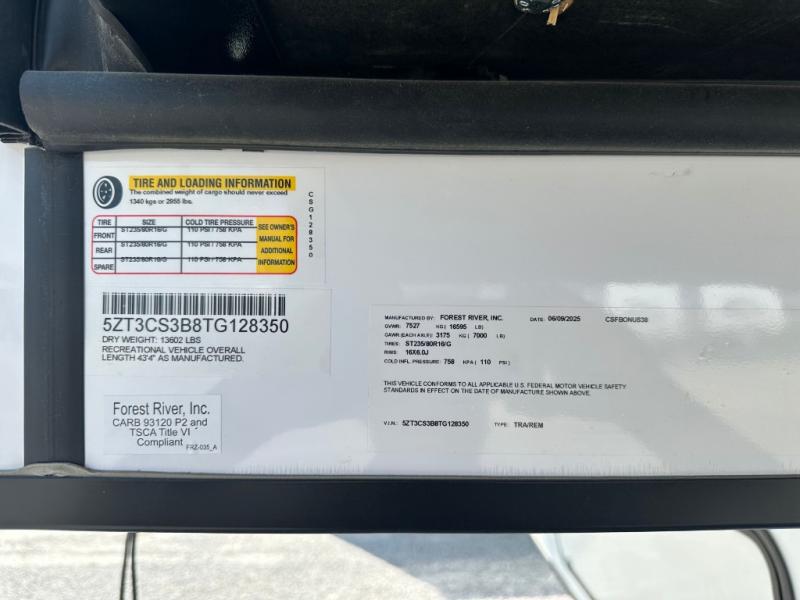 TIRE AND LOADING INFORMATION
The combined weight of cargo should never exceed
1340 kgs or 2955 lbs.
TIRE SIZE COLD TIRE PRESSURE
FRONT ST235/80R16/G 110 PSI / 758 KPA
REAR ST235/80R16/G 110 PSI / 758 KPA
SPARE ST235/80R16/G 110 PSI / 758 KPA
SEE OWNER'S
MANUAL FOR
ADDITIONAL
INFORMATION
CSG128350
5ZT3CS3B8TG128350
DRY WEIGHT: 13602 LBS
RECREATIONAL VEHICLE OVERALL
LENGTH 43'4" AS MANUFACTURED.
Forest River, Inc.
CARB 93120 P2 and
TSCA Title VI
Compliant
FRZ-035_A
MANUFACTURED BY: FOREST RIVER, INC. DATE: 06/09/2025 CSFBONUS38
GVWR: 7527 KG( 16595 LB)
GAWR (EACH AXLE): 3175 KG ( 7000 LB)
TIRES: ST235/80R16/G
RIMS: 16X6.0J
COLD INFL. PRESSURE: 758 KPA ( 110 PSI)
THIS VEHICLE CONFORMS TO ALL APPLICABLE U.S. FEDERAL MOTOR VEHICLE SAFETY
STANDARDS IN EFFECT ON THE DATE OF MANUFACTURE SHOWN ABOVE.
V.I.N.: 5ZT3CS3B8TG128350 TYPE: TRA/REM